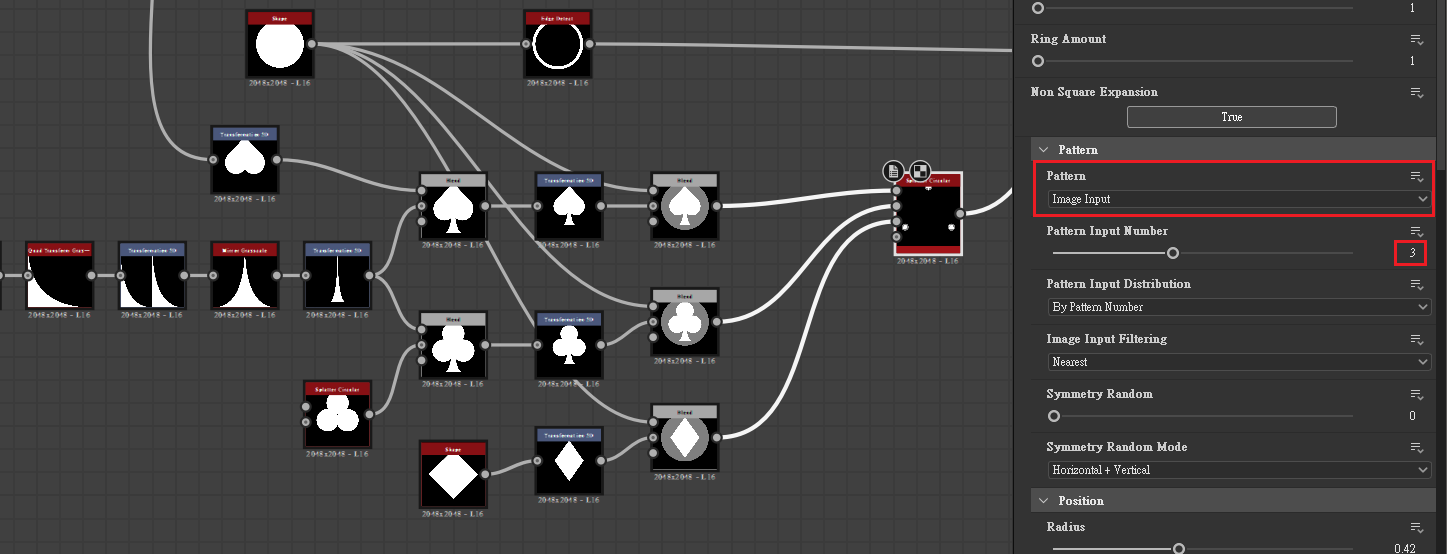 Shape
2048x2048 - L16
Edge Detect
2048x2048 - L16
Transformation 2D
2048x2048 - L16
Blend
2048x2048 - L16
Transformation 2D
2048x2048 - L16
Blend
2048x2048 - L16
Splatter Circular
2048x2048 - L16
Quad Transform Gray—
2048x2048 - L16
Transformation 2D
2048x2048 - L16
Mirror Grayscale
2048x2048 - L16
Transformation 2D
2048x2048 - L16
Blend
2048x2048 - L16
Transformation 2D
2048x2048 - L16
Blend
2048x2048 - L16
Splatter Circular
2048x2048 - L16
Shape
2048x2048 - L16
Transformation 2D
2048x2048 - L16
Blend
2048x2048 - L16
1
Ring Amount
1
Non Square Expansion
True
Pattern
Pattern
Image Input
Pattern Input Number
3
Pattern Input Distribution
By Pattern Number
Image Input Filtering
Nearest
Symmetry Random
0
Symmetry Random Mode
Horizontal + Vertical
Position
Radius
0.42